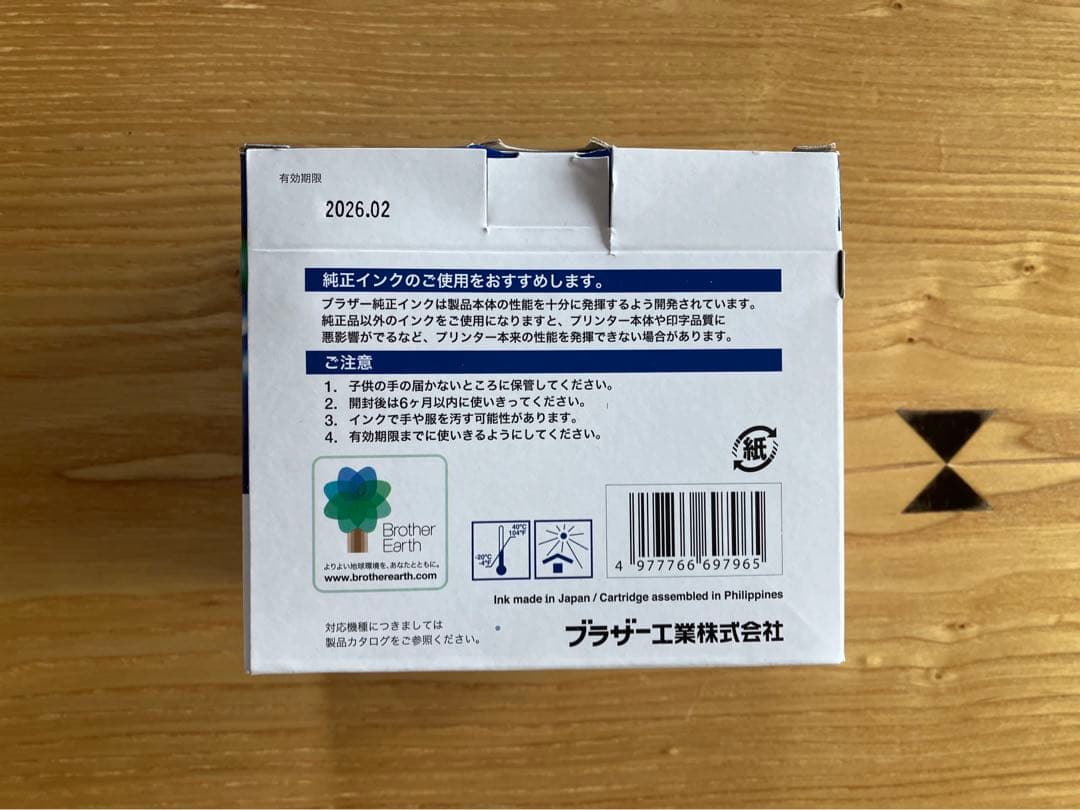 有効期限
2026.02
純正インクのご使用をおすすめします。
ブラザー純正インクは製品本体の性能を十分に発揮するよう開発されています。
純正品以外のインクをご使用になりますと、プリンター本体や印字品質に
悪影響がでるなど、プリンター本来の性能を発揮できない場合があります。
ご注意
1. 子供の手の届かないところに保管してください。
2. 開封後は6ヶ月以内に使いきってください。
3. インクで手や服を汚す可能性があります。
4. 有効期限までに使いきるようにしてください。
紙
Brother
Earth
よりよい地球環境を、あなたとともに。
www.brotherearth.com
40°C
104°F
-20°C
-4°F
4 977766 697965
Ink made in Japan / Cartridge assembled in Philippines
対応機種につきましては
製品カタログをご参照ください。
ブラザー工業株式会社